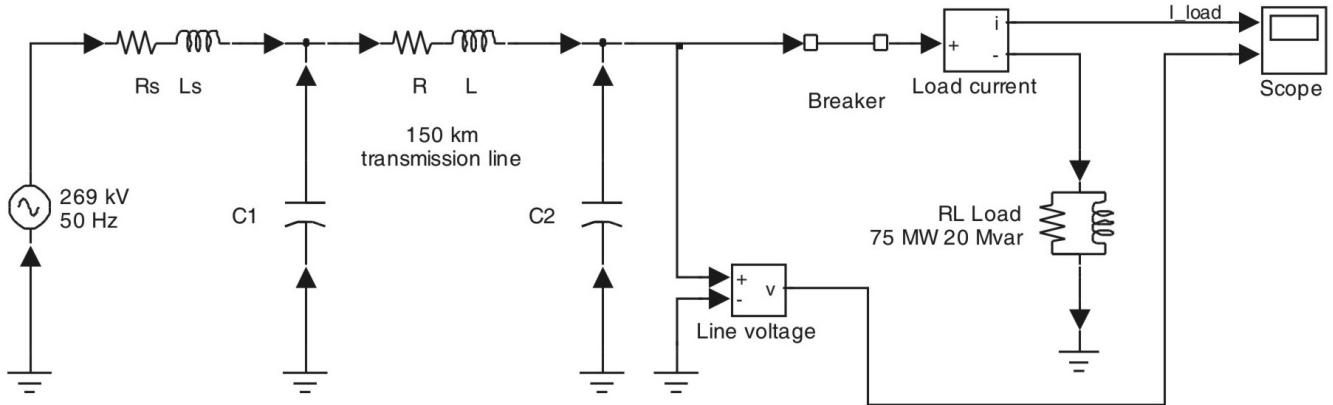 I_load
i
+
-
Load current
Scope
Rs Ls
R L
Breaker
150 km
transmission line
269 kV
50 Hz
C1
C2
RL Load
75 MW 20 Mvar
+
-
v
Line voltage